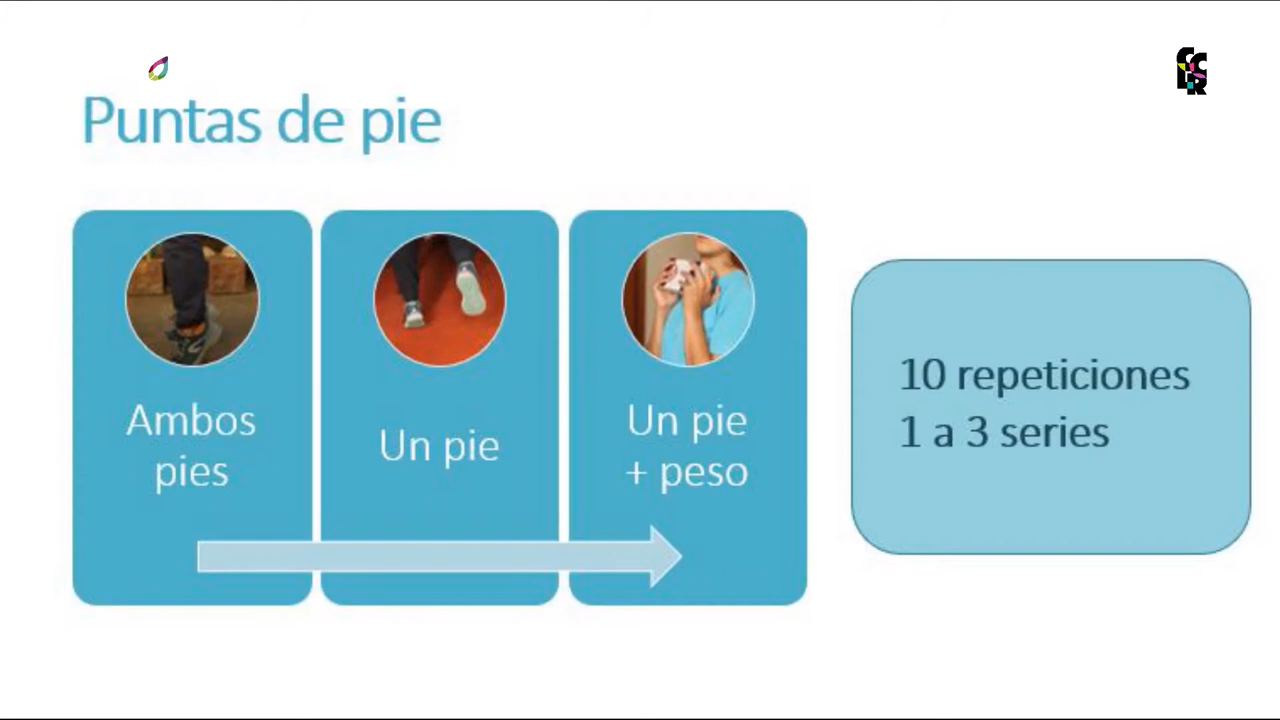 Puntas de pie
Ambos
pies
Un pie
Un pie
+ peso
10 repeticiones
1 a 3 series